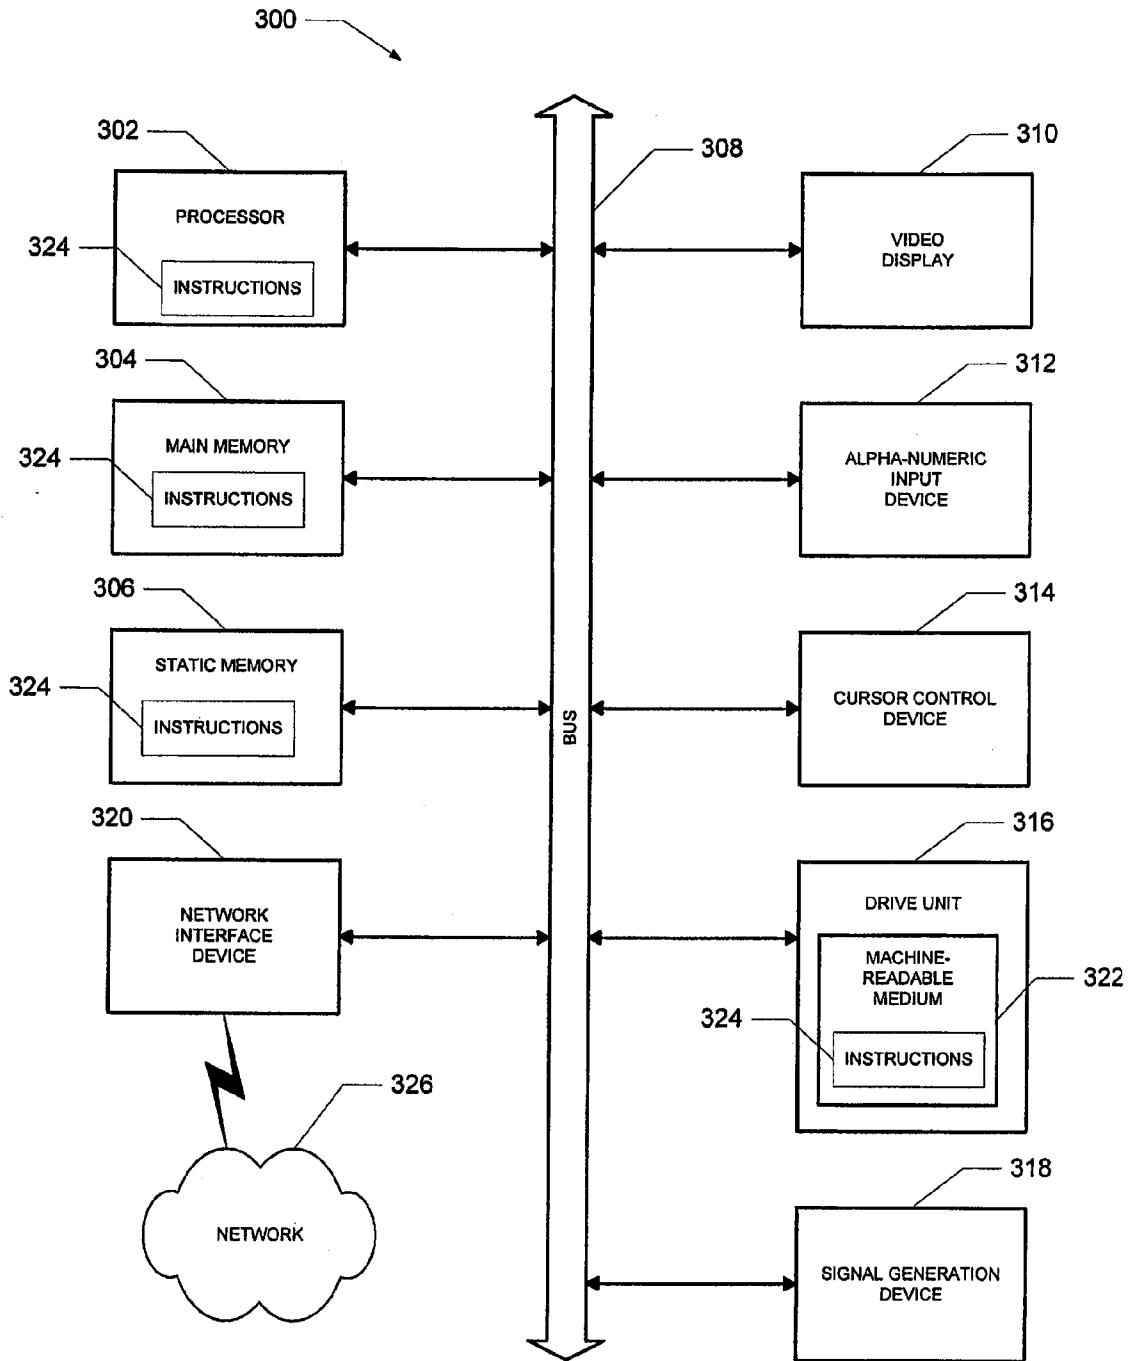 300
302
PROCESSOR
324
INSTRUCTIONS
304
MAIN MEMORY
324
INSTRUCTIONS
306
STATIC MEMORY
324
INSTRUCTIONS
320
NETWORK
INTERFACE
DEVICE
326
NETWORK
308
BUS
310
VIDEO
DISPLAY
312
ALPHA-NUMERIC
INPUT
DEVICE
314
CURSOR CONTROL
DEVICE
316
DRIVE UNIT
MACHINE-
READABLE
MEDIUM
322
324
INSTRUCTIONS
318
SIGNAL GENERATION
DEVICE